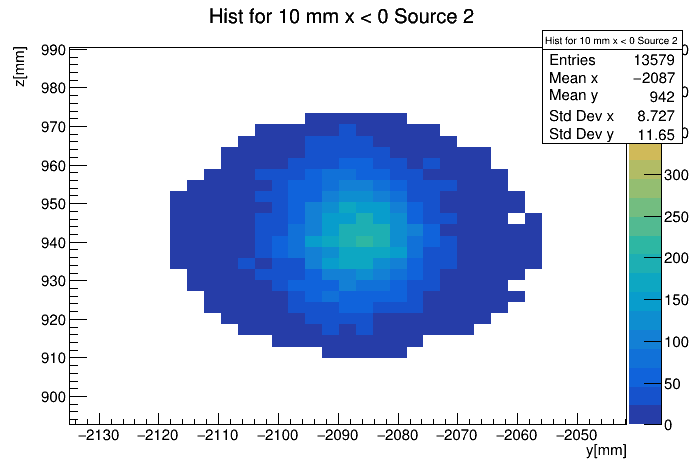 Hist for 10 mm x < 0 Source 2
Hist for 10 mm x < 0 Source 2
Entries 13579
Mean x −2087
Mean y 942
Std Dev x 8.727
Std Dev y 11.65
z[mm]
990
980
970
960
950
940
930
920
910
900
−2130 −2120 −2110 −2100 −2090 −2080 −2070 −2060 −2050
y[mm]
300
250
200
150
100
50
0